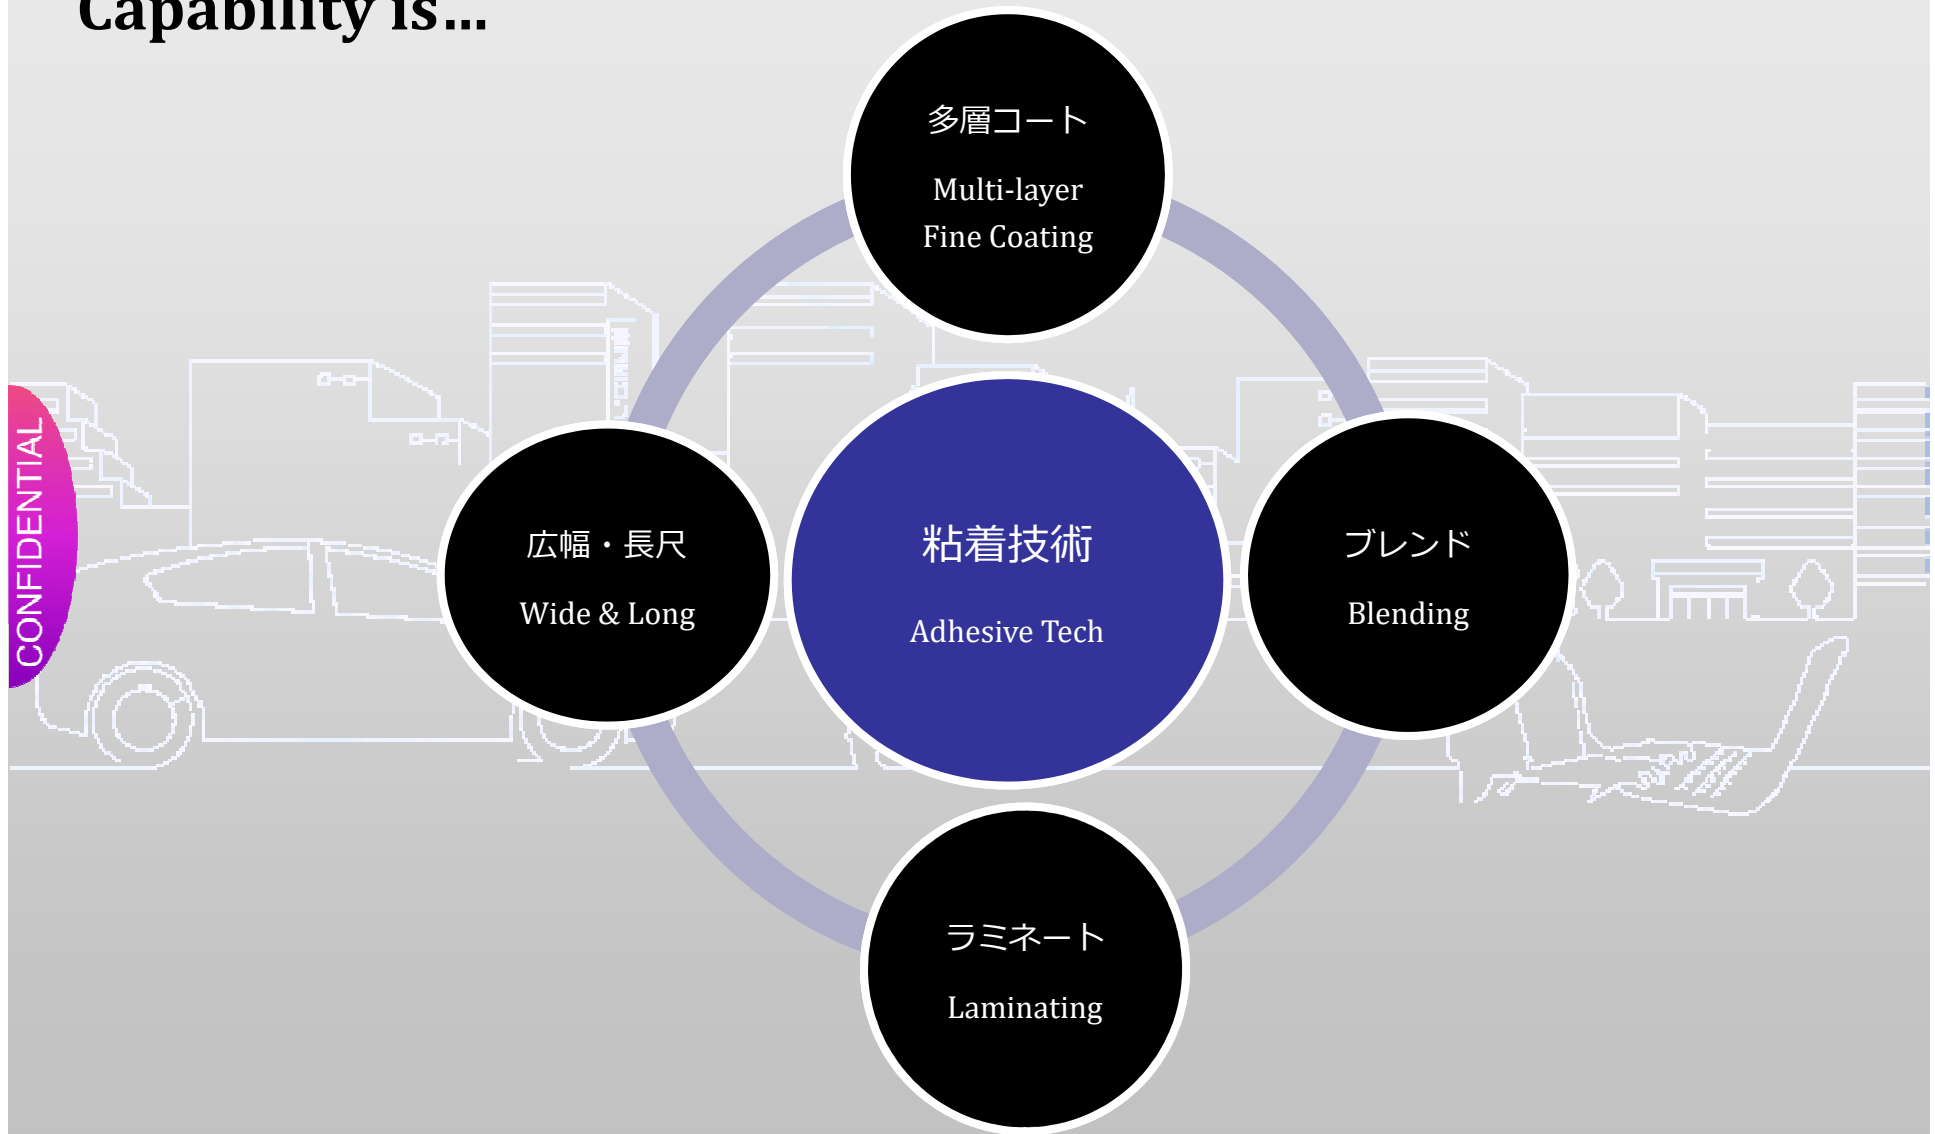 Capability is…
多層コート
Multi-layer
Fine Coating
広幅・長尺
Wide & Long
粘着技術
Adhesive Tech
ブレンド
Blending
ラミネート
Laminating
CONFIDENTIAL